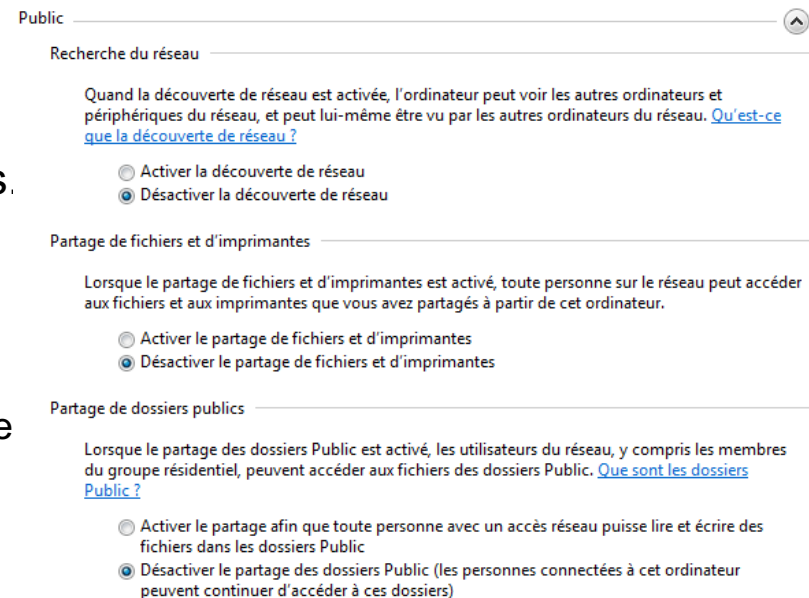 Public
Recherche du réseau
Quand la découverte de réseau est activée, l'ordinateur peut voir les autres ordinateurs et
périphériques du réseau, et peut lui-même être vu par les autres ordinateurs du réseau. Qu'est-ce
que la découverte de réseau ?
s.
Activer la découverte de réseau
Désactiver la découverte de réseau
Partage de fichiers et d'imprimantes
Lorsque le partage de fichiers et d'imprimantes est activé, toute personne sur le réseau peut accéder
aux fichiers et aux imprimantes que vous avez partagés à partir de cet ordinateur.
Activer le partage de fichiers et d'imprimantes
Désactiver le partage de fichiers et d'imprimantes
Partage de dossiers publics
e
Lorsque le partage des dossiers Public est activé, les utilisateurs du réseau, y compris les membres
du groupe résidentiel, peuvent accéder aux fichiers des dossiers Public. Que sont les dossiers
Public ?
Activer le partage afin que toute personne avec un accès réseau puisse lire et écrire des
fichiers dans les dossiers Public
Désactiver le partage des dossiers Public (les personnes connectées à cet ordinateur
peuvent continuer d'accéder à ces dossiers)